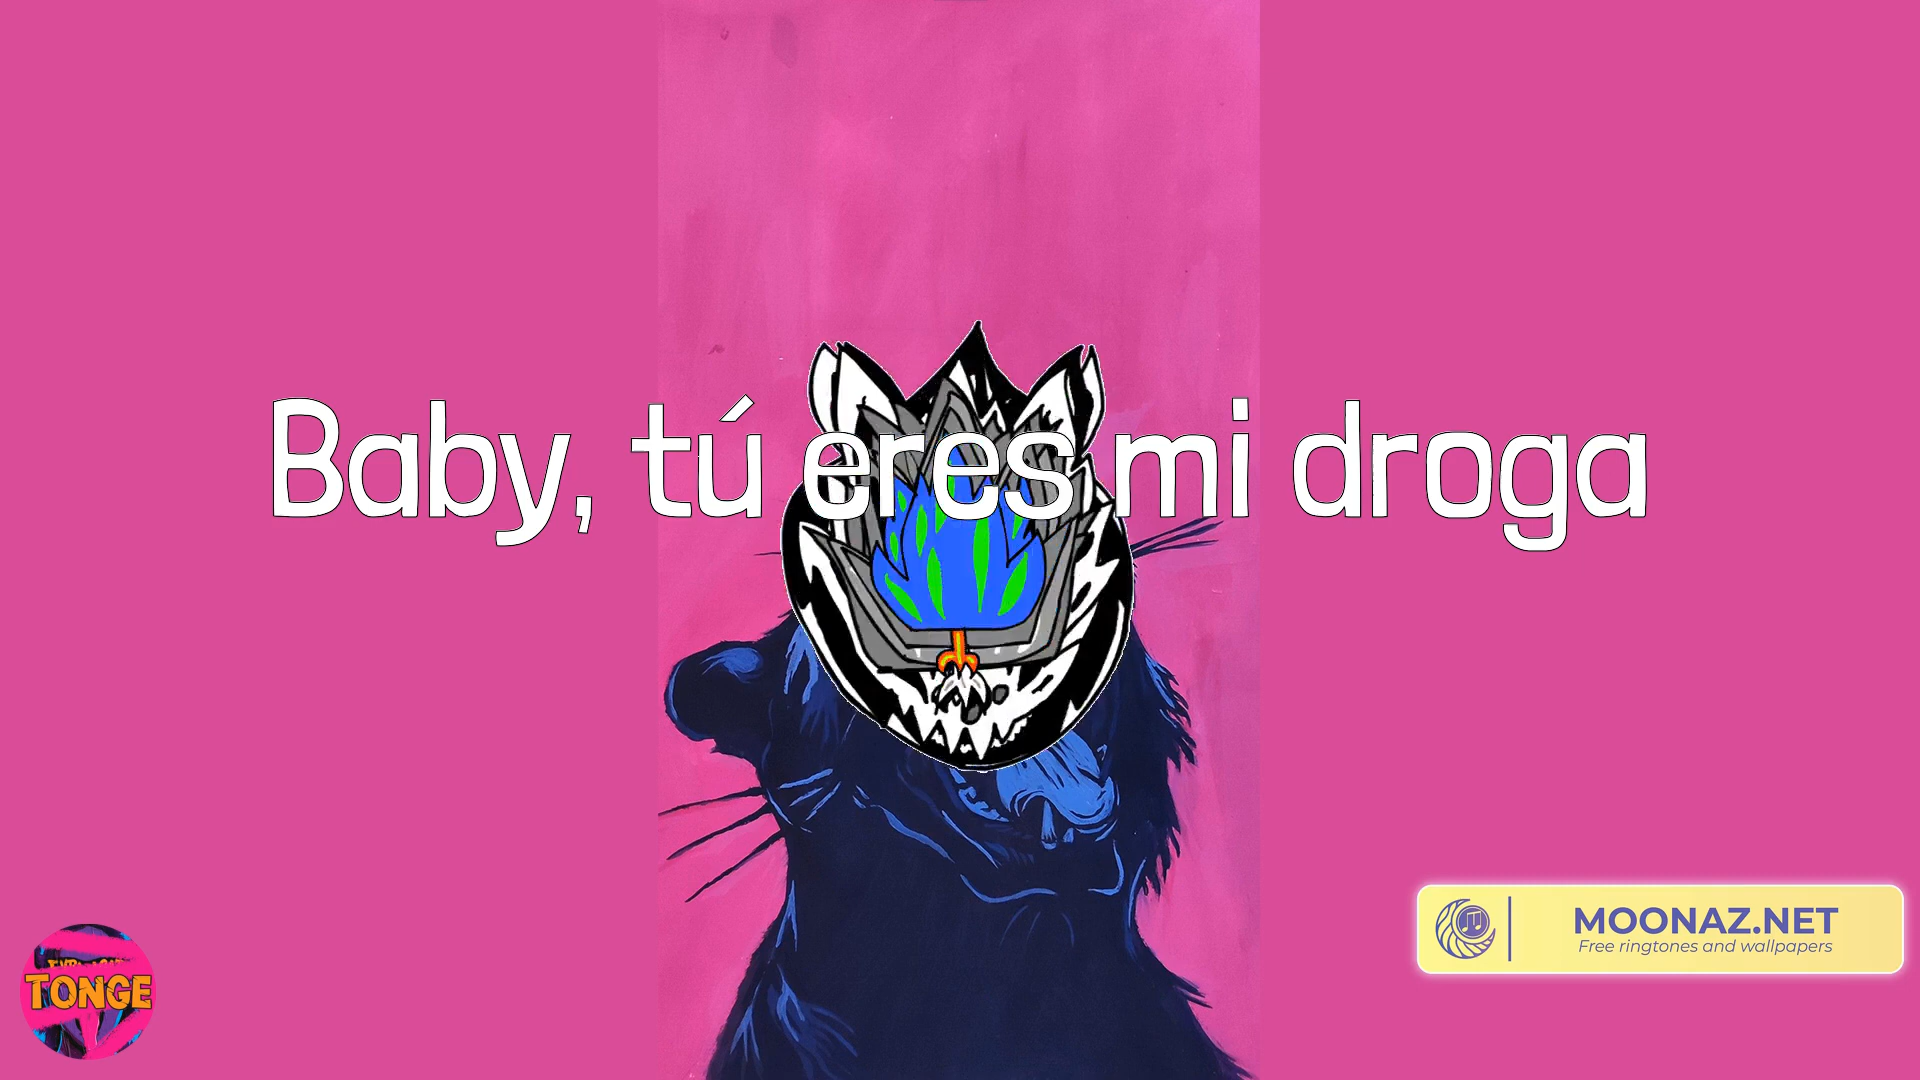 Baby, tú eres mi droga
MOONAZ.NET
Free ringtones and wallpapers
TONGE